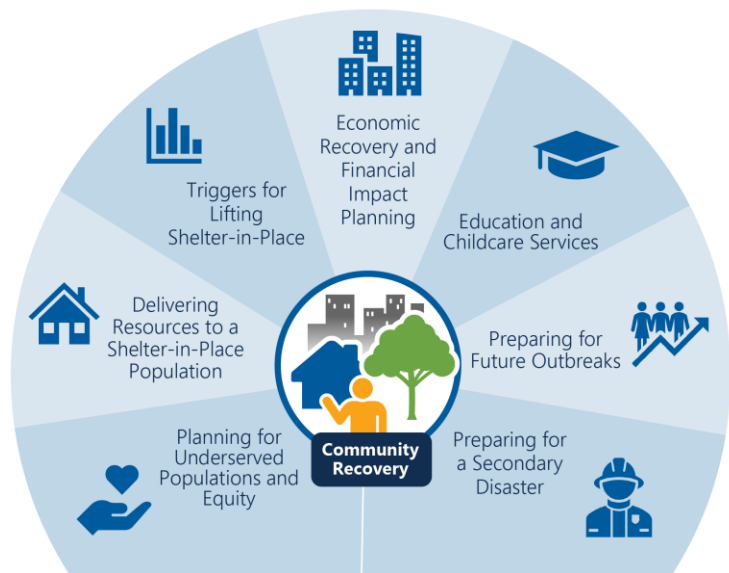 Economic
Recovery and
Financial
Impact
Planning
Triggers for
Lifting
Shelter-in-Place
Education and
Childcare Services
Delivering
Resources to a
Shelter-in-Place
Population
Preparing for
Future Outbreaks
Planning for
Underserved
Populations and
Equity
Community
Recovery
Preparing for
a Secondary
Disaster